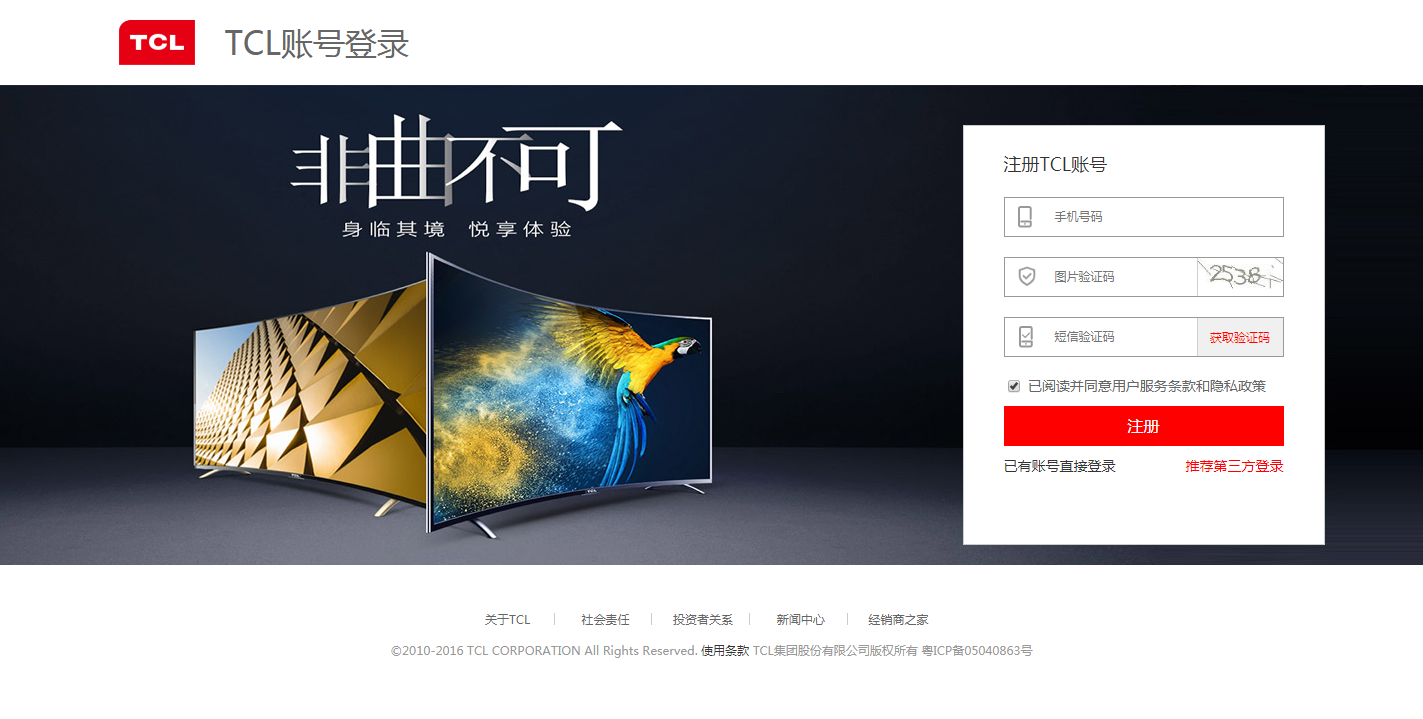 TCL TCL账号登录
非曲不可
身临其境 悦享体验
注册TCL账号
手机号码
图片验证码 2538
短信验证码 获取验证码
已阅读并同意用户服务条款和隐私政策
注册
已有账号直接登录 推荐第三方登录
TCL
TCL
关于TCL 社会责任 投资者关系 新闻中心 经销商之家
©2010-2016 TCL CORPORATION All Rights Reserved. 使用条款 TCL集团股份有限公司版权所有 粤ICP备05040863号